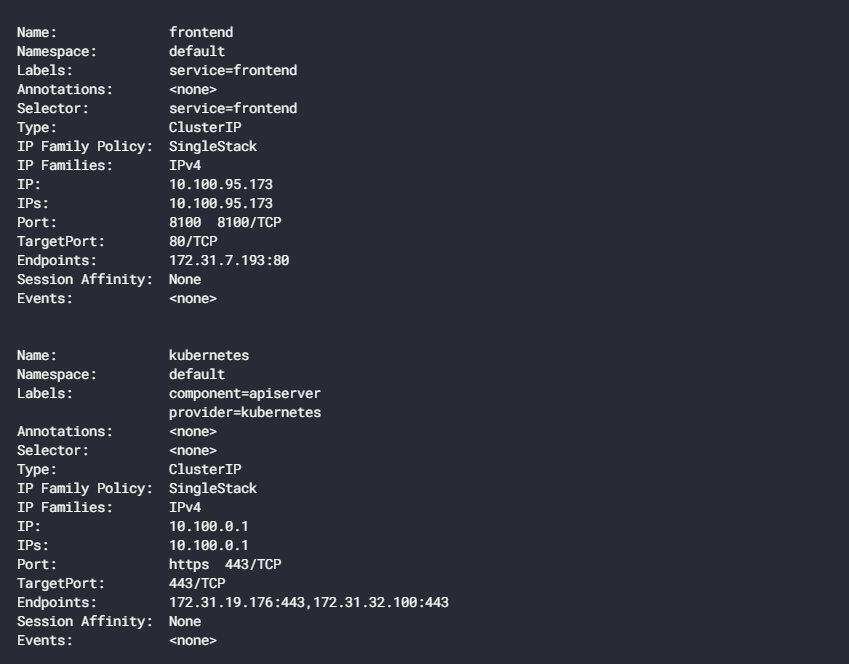 Name:              frontend
Namespace:         default
Labels:            service=frontend
Annotations:       <none>
Selector:          service=frontend
Type:              ClusterIP
IP Family Policy:  SingleStack
IP Families:       IPv4
IP:                10.100.95.173
IPs:               10.100.95.173
Port:              8100  8100/TCP
TargetPort:        80/TCP
Endpoints:         172.31.7.193:80
Session Affinity:  None
Events:            <none>
Name:              kubernetes
Namespace:         default
Labels:            component=apiserver
                   provider=kubernetes
Annotations:       <none>
Selector:          <none>
Type:              ClusterIP
IP Family Policy:  SingleStack
IP Families:       IPv4
IP:                10.100.0.1
IPs:               10.100.0.1
Port:              https  443/TCP
TargetPort:        443/TCP
Endpoints:         172.31.19.176:443,172.31.32.100:443
Session Affinity:  None
Events:            <none>